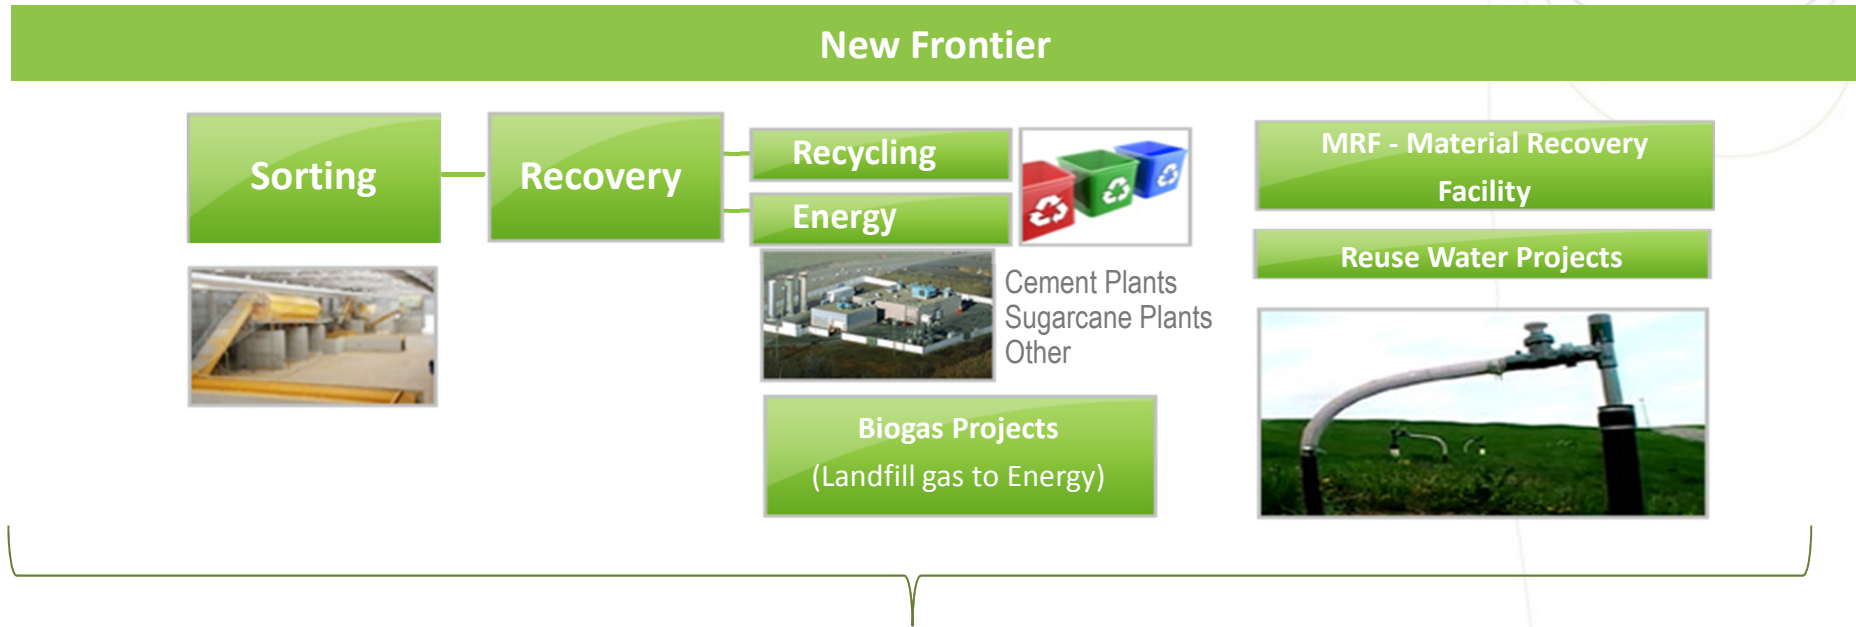 New Frontier
Sorting
Recovery
Recycling
Energy
Cement Plants
Sugarcane Plants
Other
Biogas Projects
(Landfill gas to Energy)
MRF - Material Recovery
Facility
Reuse Water Projects